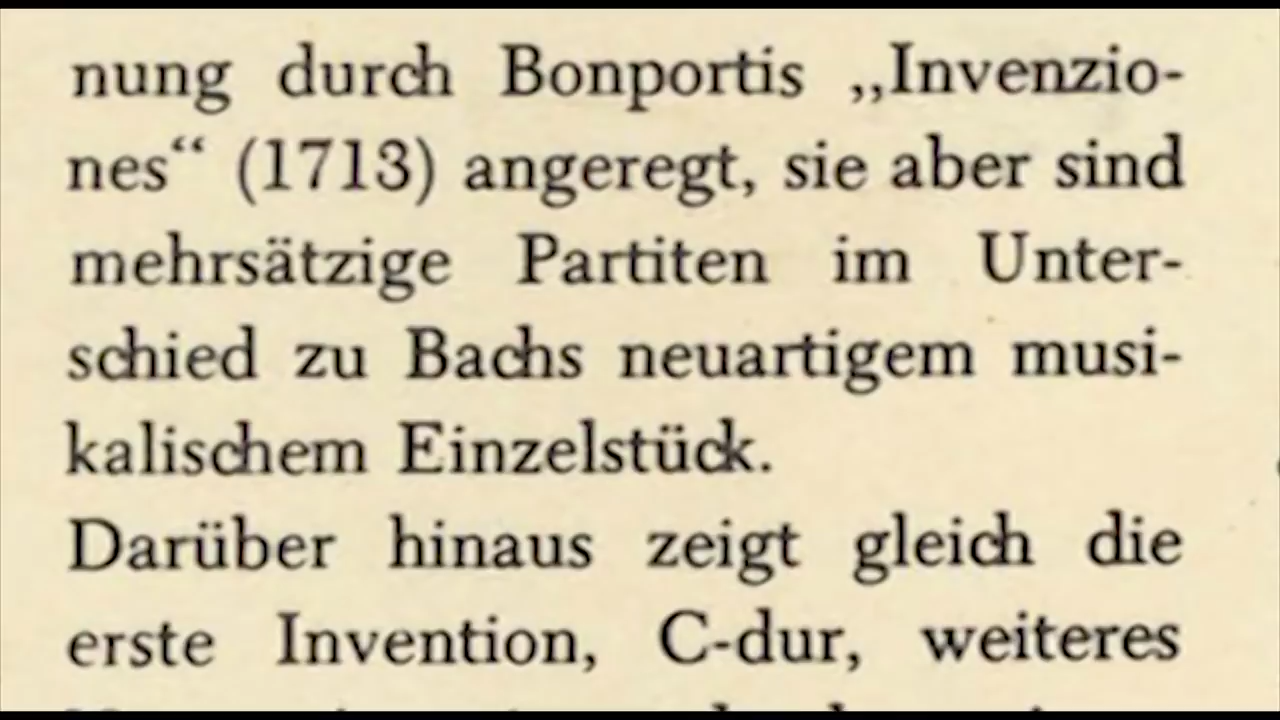 nung durch Bonportis „Invenzio-
nes“ (1713) angeregt, sie aber sind
mehrsätzige Partiten im Unter-
schied zu Bachs neuartigem musi-
kalischem Einzelstück.
Darüber hinaus zeigt gleich die
erste Invention, C-dur, weiteres